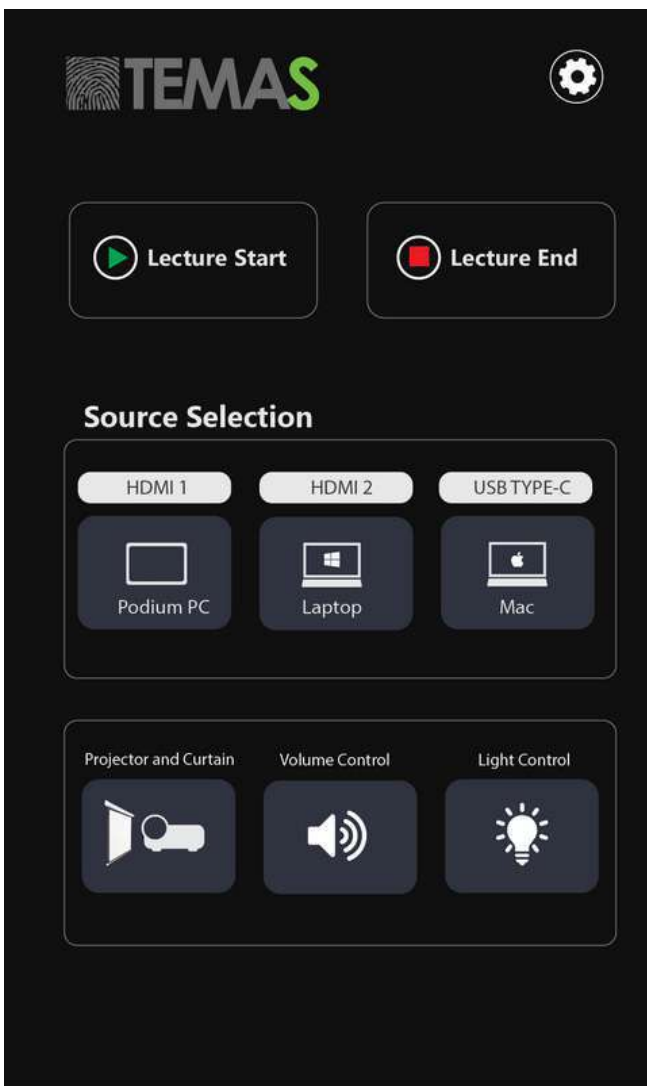 TEMAS
Lecture Start
Lecture End
Source Selection
HDMI 1
HDMI 2
USB TYPE-C
Podium PC
Laptop
Mac
Projector and Curtain
Volume Control
Light Control